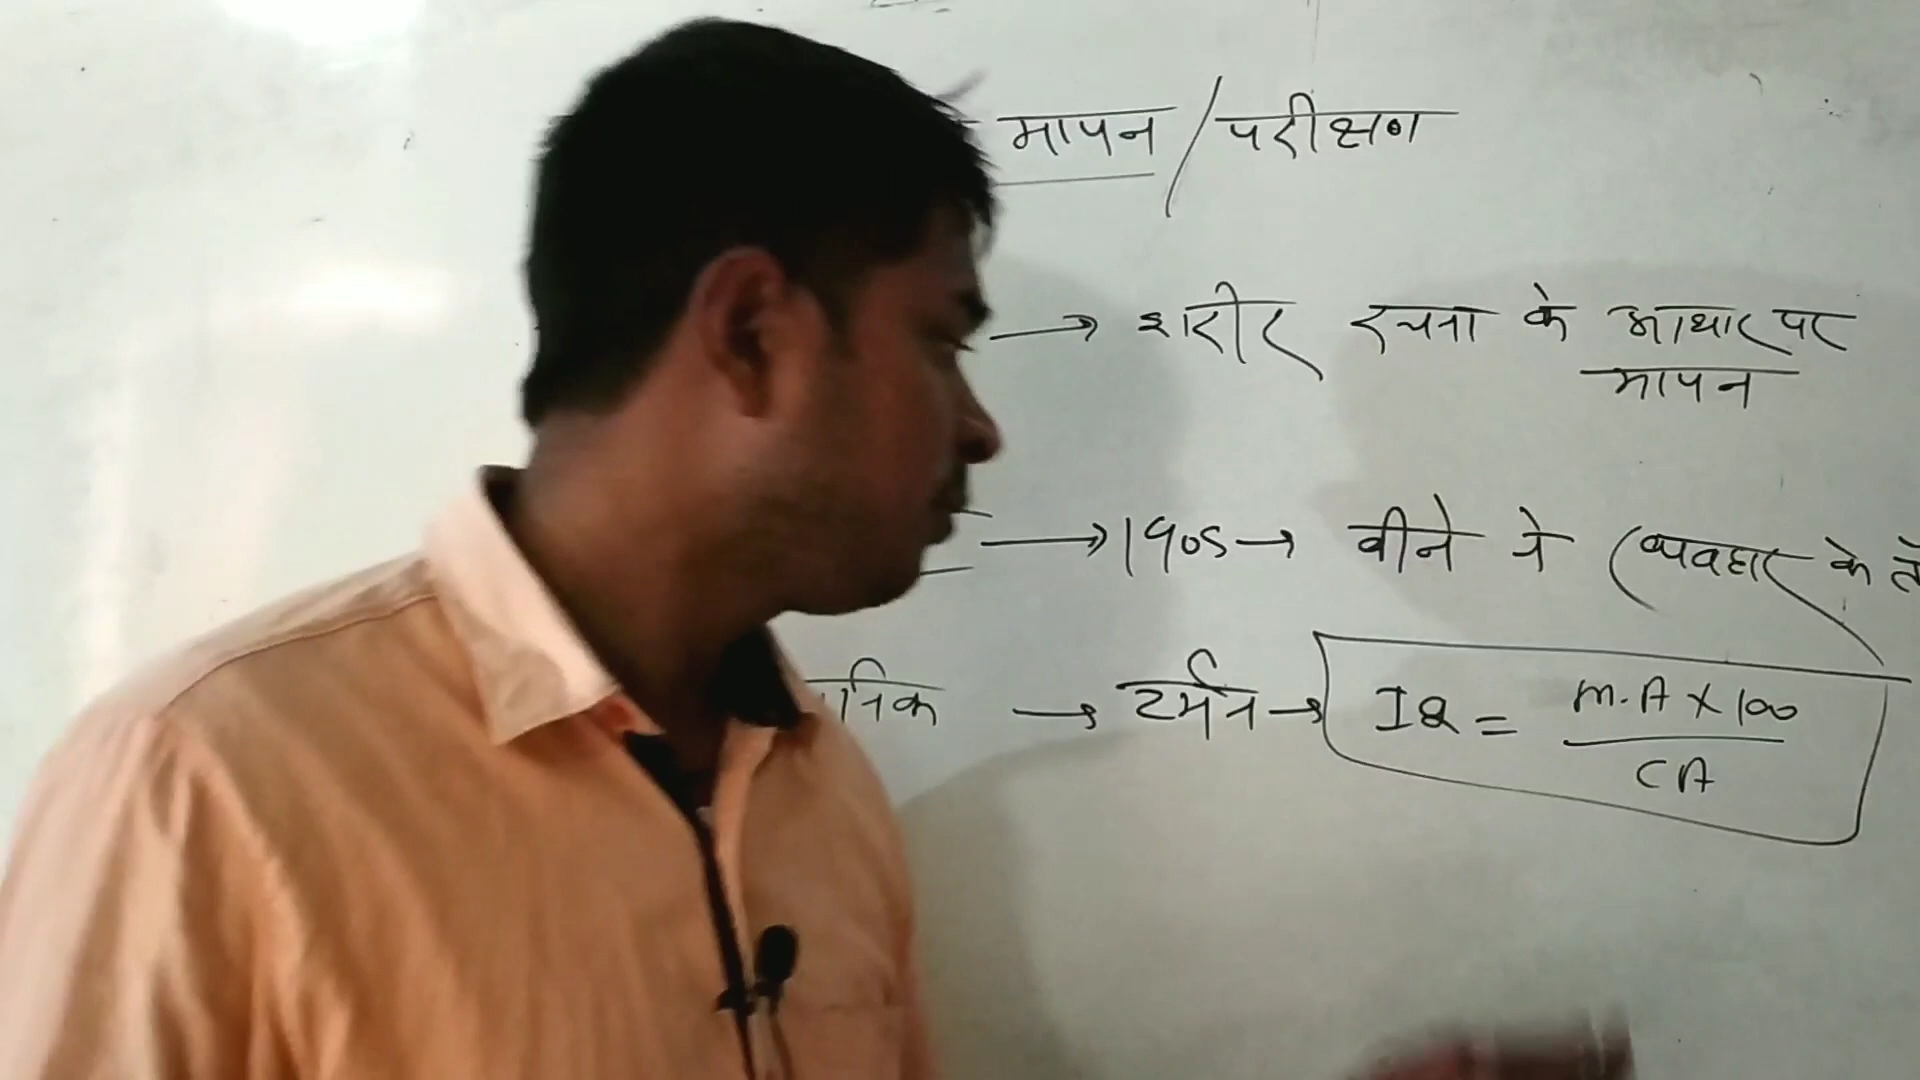 मापन / परीक्षण
→ शरीर रचना के आधार पर
मापन
→ 1905 → बीने ने (व्यवहार के
→ टर्मन → IQ = M.A × 100
CA